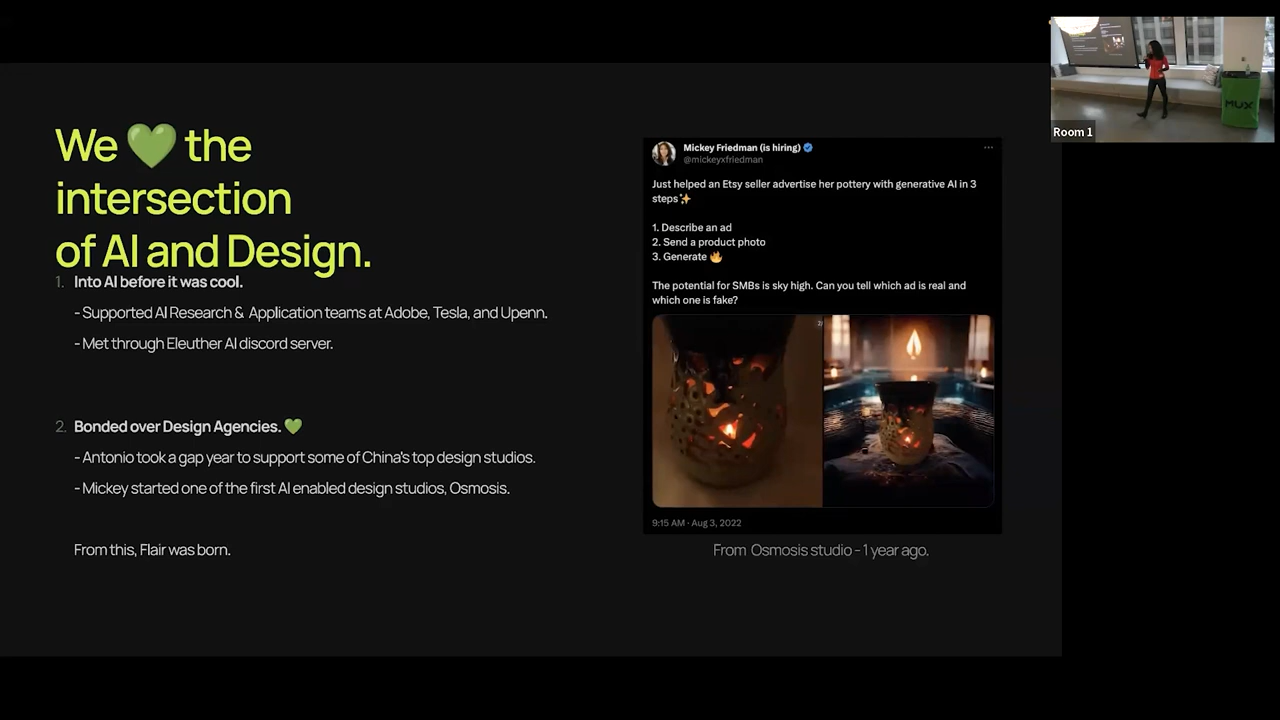 We 💚 the
intersection
of AI and Design.
1. Into AI before it was cool.
- Supported AI Research & Application teams at Adobe, Tesla, and Upenn.
- Met through Eleuther AI discord server.
2. Bonded over Design Agencies. 💚
- Antonio took a gap year to support some of China's top design studios.
- Mickey started one of the first AI enabled design studios, Osmosis.
From this, Flair was born.
Mickey Friedman (is hiring)
@mickeyxfriedman
Just helped an Etsy seller advertise her pottery with generative AI in 3
steps✨
1. Describe an ad
2. Send a product photo
3. Generate 🔥
The potential for SMBs is sky high. Can you tell which ad is real and
which one is fake?
9:15 AM · Aug 3, 2022
From Osmosis studio - 1 year ago.
MUX
Room 1